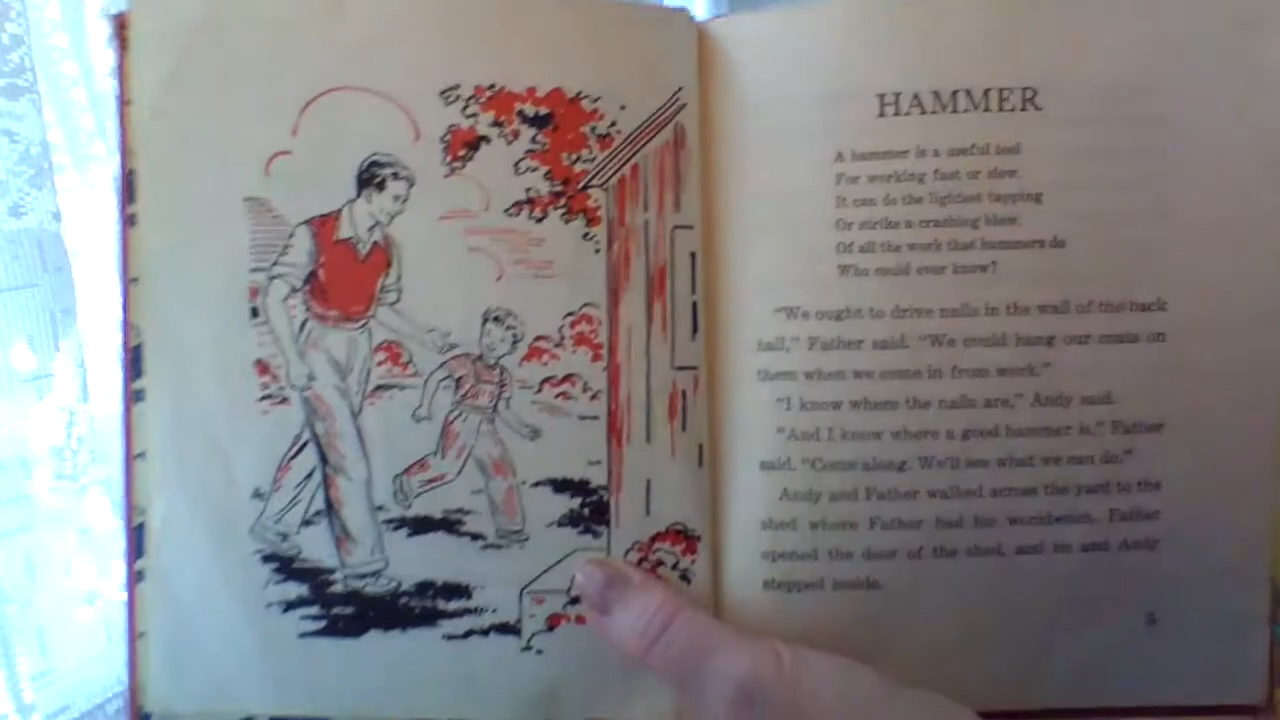 HAMMER
A hammer is a useful tool
For working fast or slow.
It can do the lightest tapping
Or strike a crashing blow.
Of all the work that hammers do
Who could ever know?
"We ought to drive nails in the wall of the back
hall," Father said. "We could hang our coats on
them when we come in from work."
"I know where the nails are," Andy said.
"And I know where a good hammer is," Father
said. "Come along. We'll see what we can do."
Andy and Father walked across the yard to the
shed where Father had his workbench. Father
opened the door of the shed, and he and Andy
stepped inside.
5